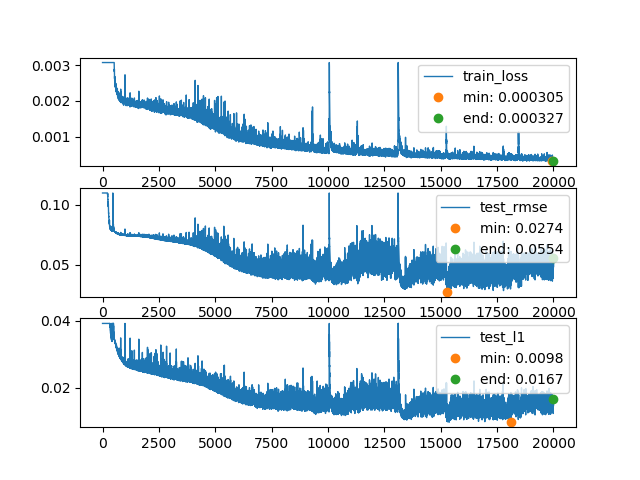 0.003
0.002
0.001
train_loss
min: 0.000305
end: 0.000327
0 2500 5000 7500 10000 12500 15000 17500 20000
0.10
0.05
test_rmse
min: 0.0274
end: 0.0554
0 2500 5000 7500 10000 12500 15000 17500 20000
0.04
0.02
test_l1
min: 0.0098
end: 0.0167
0 2500 5000 7500 10000 12500 15000 17500 20000